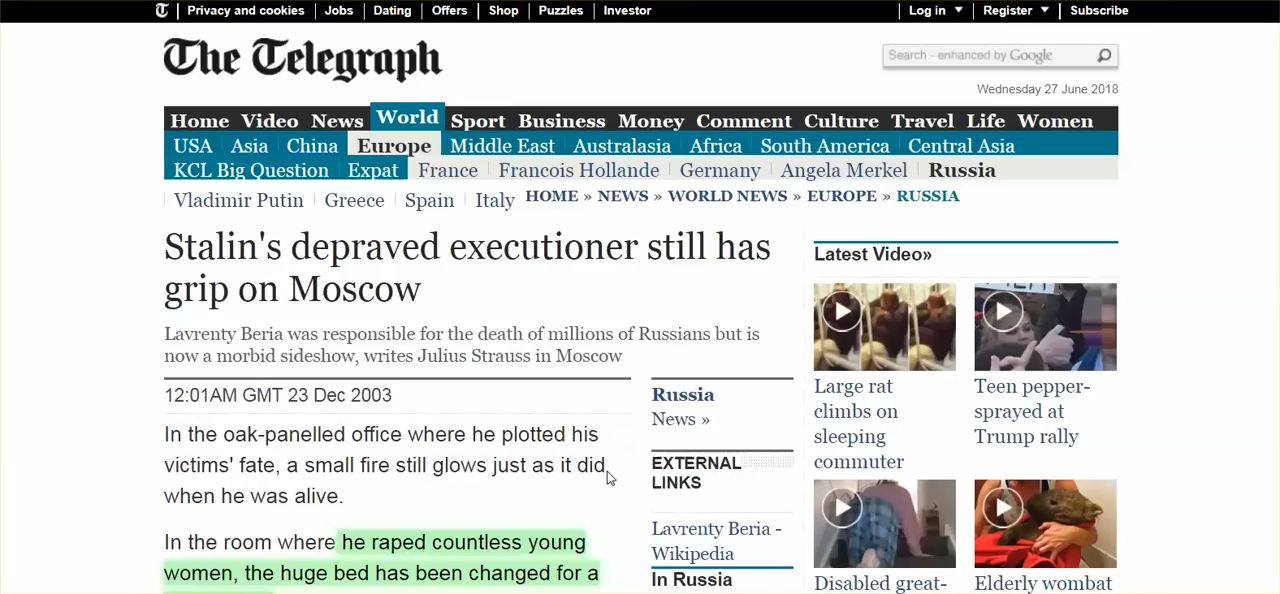 Privacy and cookies Jobs Dating Offers Shop Puzzles Investor Log in Register Subscribe
The Telegraph
Search - enhanced by Google
Wednesday 27 June 2018
Home Video News World Sport Business Money Comment Culture Travel Life Women
USA Asia China Europe Middle East Australasia Africa South America Central Asia
KCL Big Question Expat France Francois Hollande Germany Angela Merkel Russia
Vladimir Putin Greece Spain Italy HOME » NEWS » WORLD NEWS » EUROPE » RUSSIA
Stalin's depraved executioner still has
grip on Moscow
Lavrenty Beria was responsible for the death of millions of Russians but is
now a morbid sideshow, writes Julius Strauss in Moscow
12:01AM GMT 23 Dec 2003
In the oak-panelled office where he plotted his
victims' fate, a small fire still glows just as it did
when he was alive.
In the room where he raped countless young
women, the huge bed has been changed for a
Russia
News »
EXTERNAL
LINKS
Lavrenty Beria -
Wikipedia
In Russia
Latest Video»
Large rat
climbs on
sleeping
commuter
Teen pepper-
sprayed at
Trump rally
Disabled great-
Elderly wombat